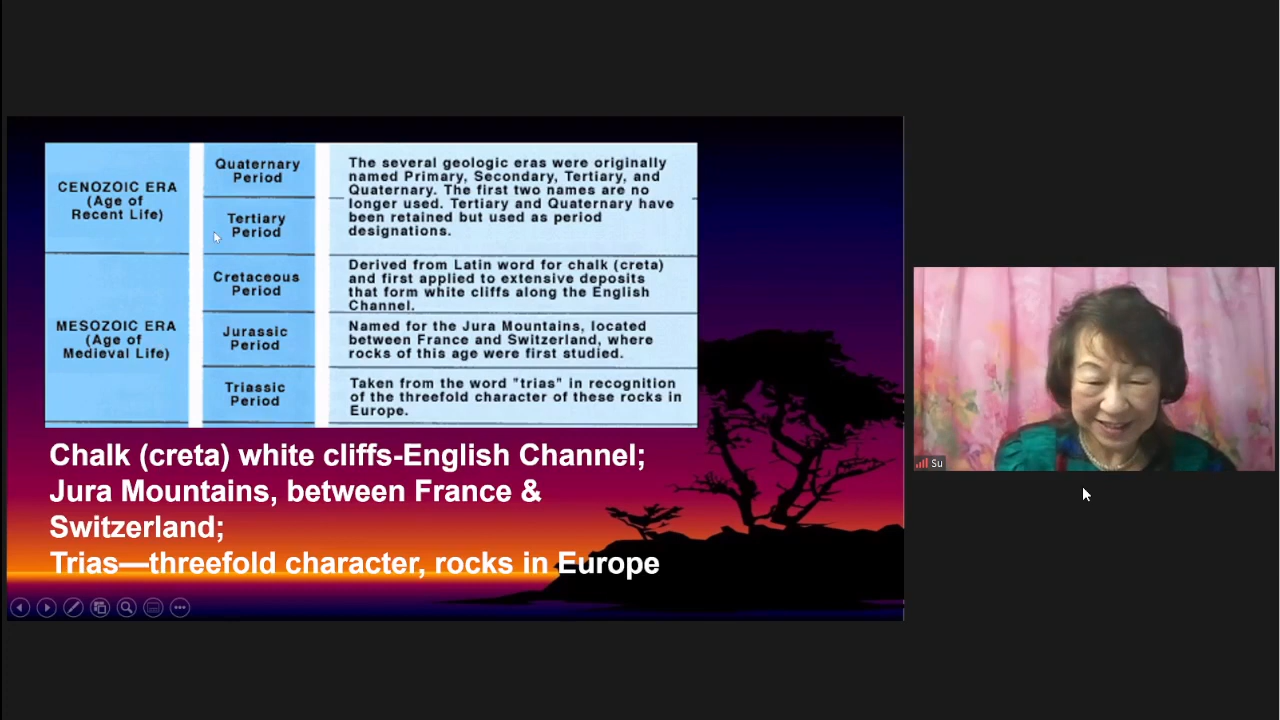 CENOZOIC ERA
(Age of
Recent Life)
Quaternary
Period
Tertiary
Period
The several geologic eras were originally
named Primary, Secondary, Tertiary, and
Quaternary. The first two names are no
longer used. Tertiary and Quaternary have
been retained but used as period
designations.
MESOZOIC ERA
(Age of
Medieval Life)
Cretaceous
Period
Derived from Latin word for chalk (creta)
and first applied to extensive deposits
that form white cliffs along the English
Channel.
Jurassic
Period
Named for the Jura Mountains, located
between France and Switzerland, where
rocks of this age were first studied.
Triassic
Period
Taken from the word "trias" in recognition
of the threefold character of these rocks in
Europe.
Chalk (creta) white cliffs-English Channel;
Jura Mountains, between France &
Switzerland;
Trias—threefold character, rocks in Europe
Su